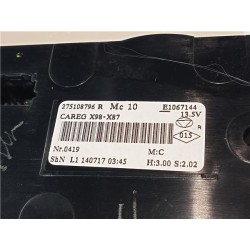 275108796 R Mc 10 E1067144
CAREG X98-X87 13.5V
A
015
Nr.0419 M:C
ShN L1 140717 03:45 H:3.00 S:2.02